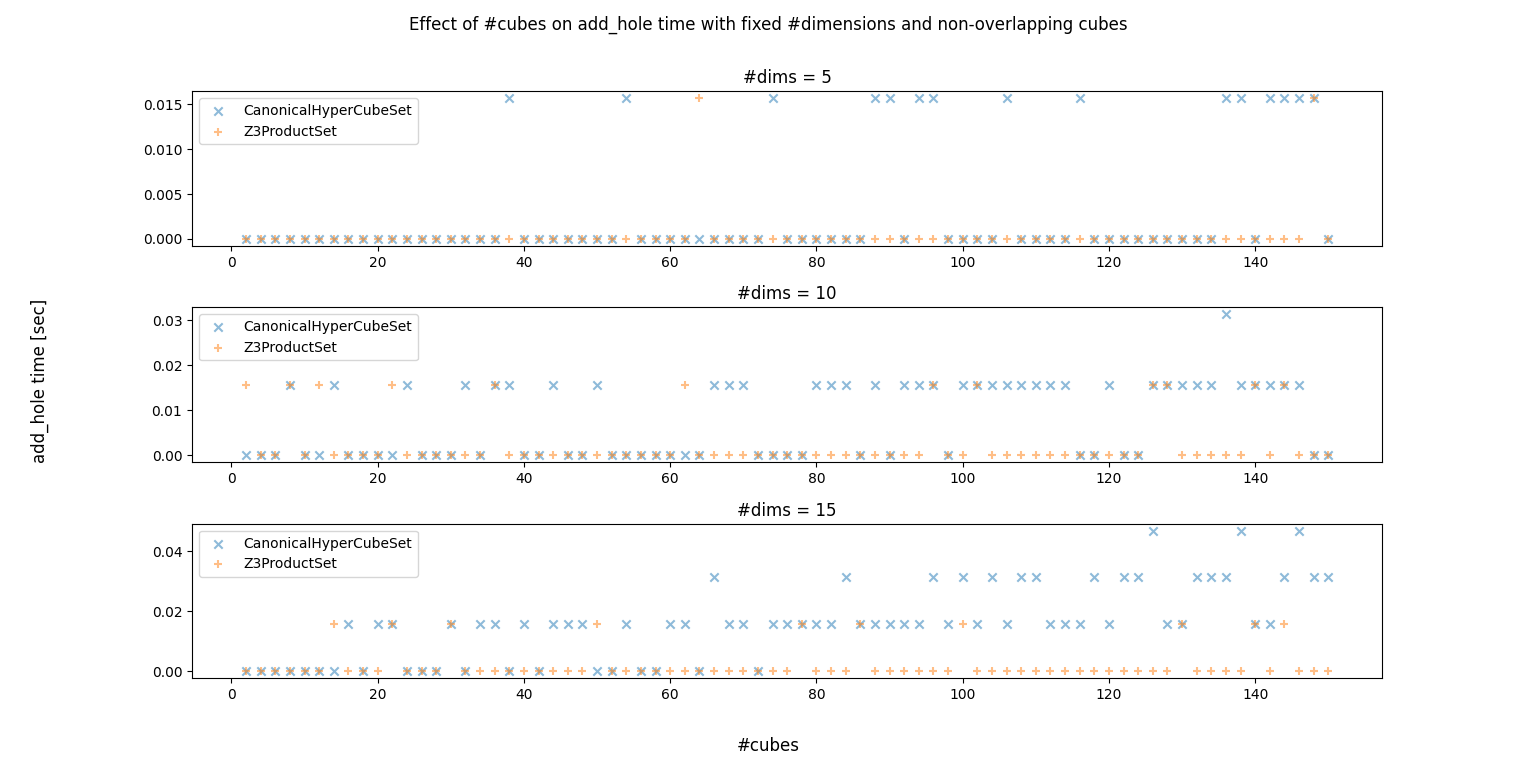 Effect of #cubes on add_hole time with fixed #dimensions and non-overlapping cubes
#dims = 5
CanonicalHyperCubeSet
Z3ProductSet
0.015
0.010
0.005
0.000
0 20 40 60 80 100 120 140
#dims = 10
CanonicalHyperCubeSet
Z3ProductSet
0.03
0.02
0.01
0.00
0 20 40 60 80 100 120 140
add_hole time [sec]
#dims = 15
CanonicalHyperCubeSet
Z3ProductSet
0.04
0.02
0.00
0 20 40 60 80 100 120 140
#cubes